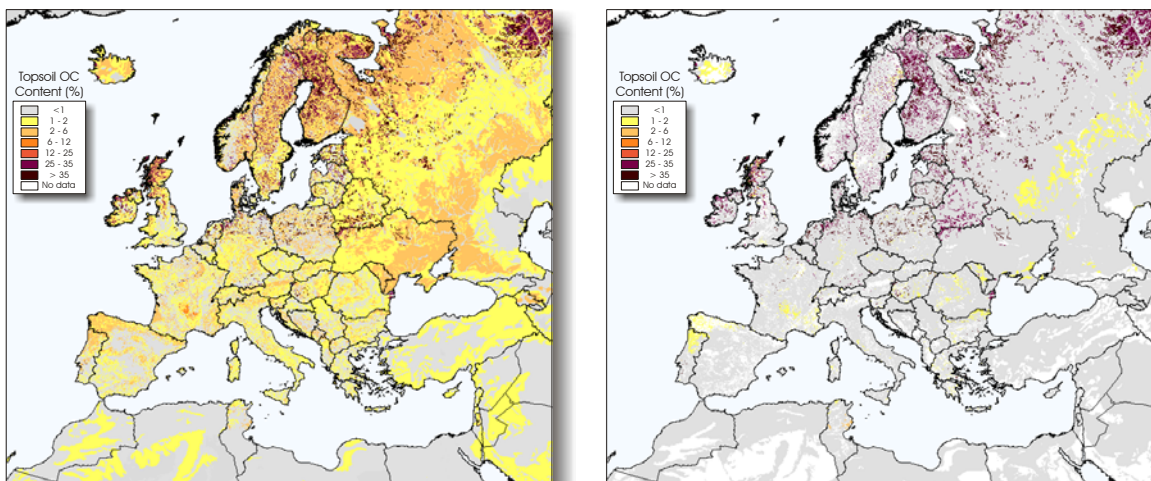 Topsoil OC
Content (%)
<1
1 - 2
2 - 6
6 - 12
12 - 25
25 - 35
> 35
No data
Topsoil OC
Content (%)
<1
1 - 2
2 - 6
6 - 12
12 - 25
25 - 35
> 35
No data